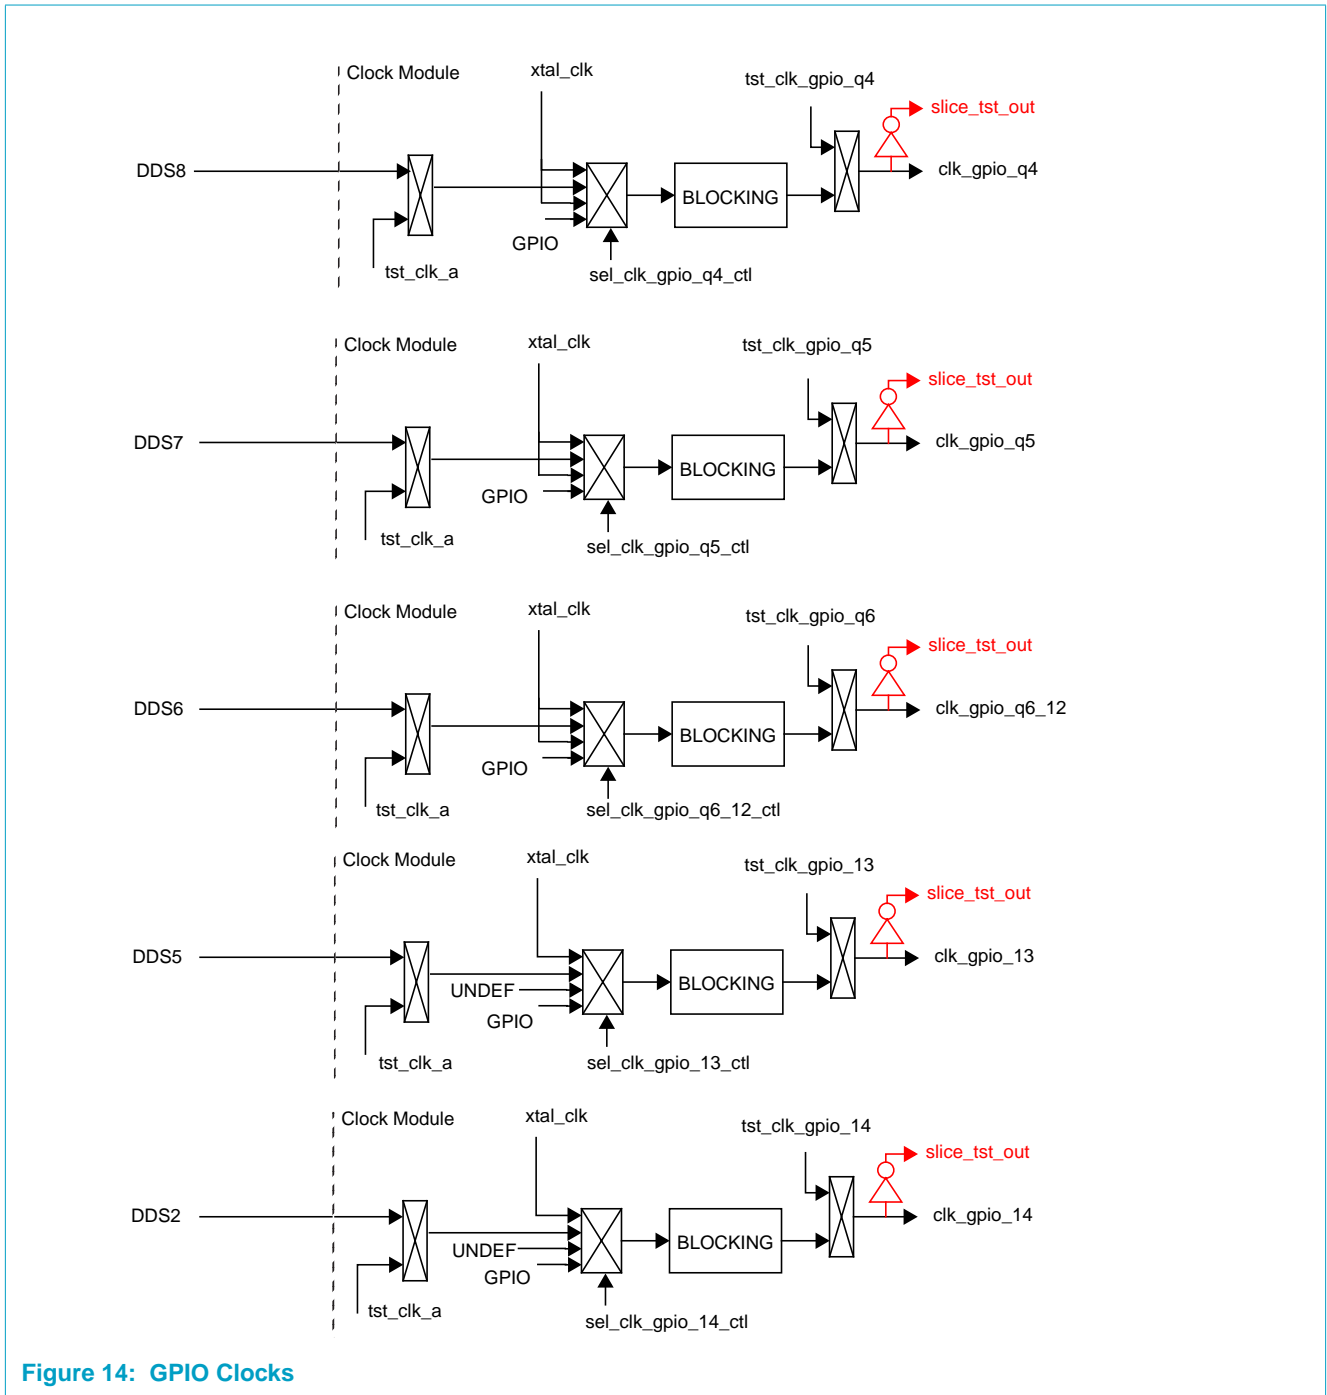 Clock Module
xtal_clk
tst_clk_gpio_q4
slice_tst_out
DDS8
clk_gpio_q4
BLOCKING
GPIO
tst_clk_a
sel_clk_gpio_q4_ctl
Clock Module
xtal_clk
tst_clk_gpio_q5
slice_tst_out
DDS7
clk_gpio_q5
BLOCKING
GPIO
tst_clk_a
sel_clk_gpio_q5_ctl
Clock Module
xtal_clk
tst_clk_gpio_q6
slice_tst_out
DDS6
clk_gpio_q6_12
BLOCKING
GPIO
tst_clk_a
sel_clk_gpio_q6_12_ctl
Clock Module
xtal_clk
tst_clk_gpio_13
slice_tst_out
DDS5
clk_gpio_13
BLOCKING
UNDEF
GPIO
tst_clk_a
sel_clk_gpio_13_ctl
Clock Module
xtal_clk
tst_clk_gpio_14
slice_tst_out
DDS2
clk_gpio_14
BLOCKING
UNDEF
GPIO
tst_clk_a
sel_clk_gpio_14_ctl
Figure 14: GPIO Clocks